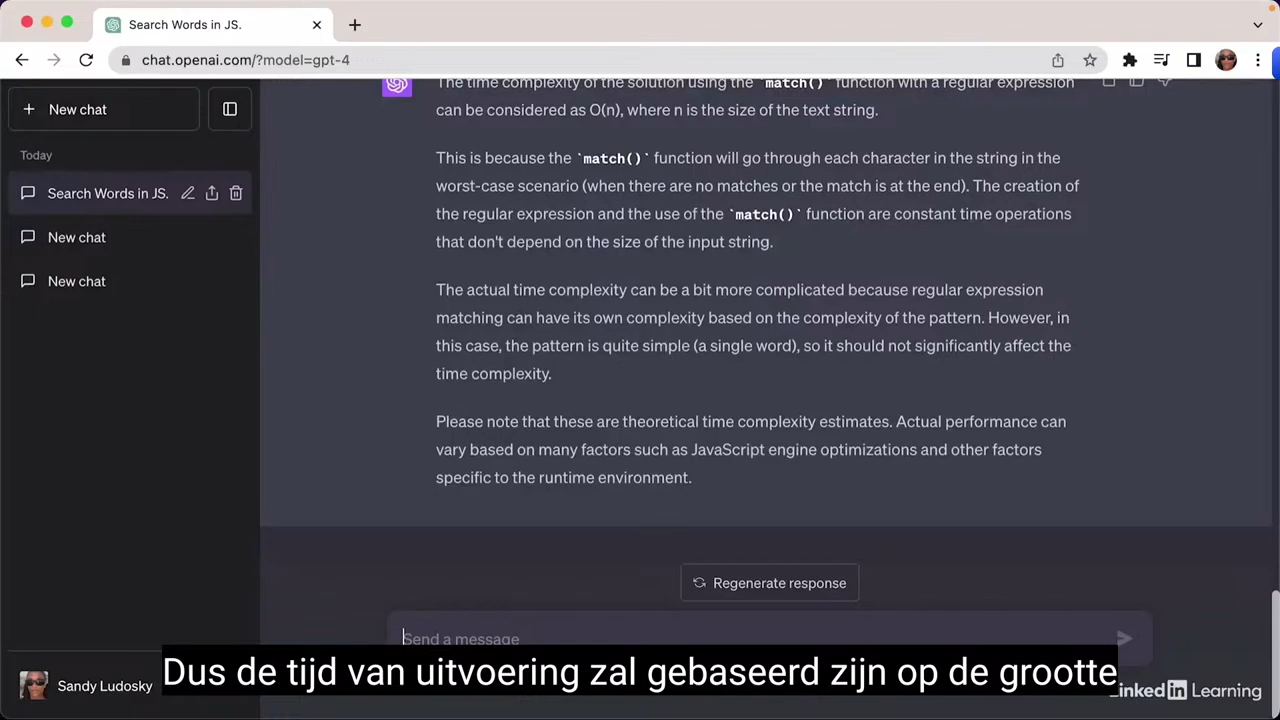 Search Words in JS.
chat.openai.com/?model=gpt-4
New chat
Today
Search Words in JS.
New chat
New chat
The time complexity of the solution using the `match()` function with a regular expression
can be considered as O(n), where n is the size of the text string.
This is because the `match()` function will go through each character in the string in the
worst-case scenario (when there are no matches or the match is at the end). The creation of
the regular expression and the use of the `match()` function are constant time operations
that don't depend on the size of the input string.
The actual time complexity can be a bit more complicated because regular expression
matching can have its own complexity based on the complexity of the pattern. However, in
this case, the pattern is quite simple (a single word), so it should not significantly affect the
time complexity.
Please note that these are theoretical time complexity estimates. Actual performance can
vary based on many factors such as JavaScript engine optimizations and other factors
specific to the runtime environment.
Regenerate response
Send a message
Sandy Ludosky
Dus de tijd van uitvoering zal gebaseerd zijn op de grootte
Linkedin Learning